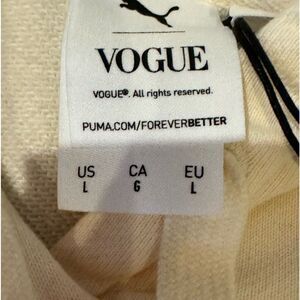 VOGUE
VOGUE®. All rights reserved.
PUMA.COM/FOREVERBETTER
US CA EU
L G L